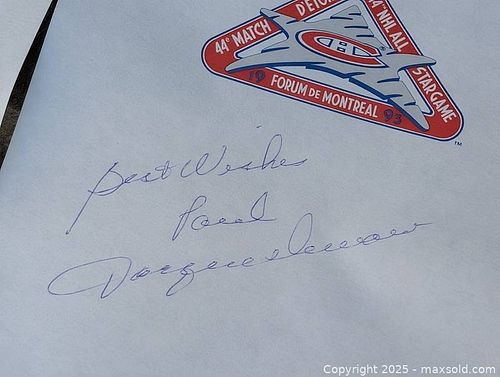 44e MATCH
NHL ALL
STAR GAME
19 FORUM DE MONTREAL 93
TM
Best Wishes
Paul
Copyright 2025 - maxsold.com